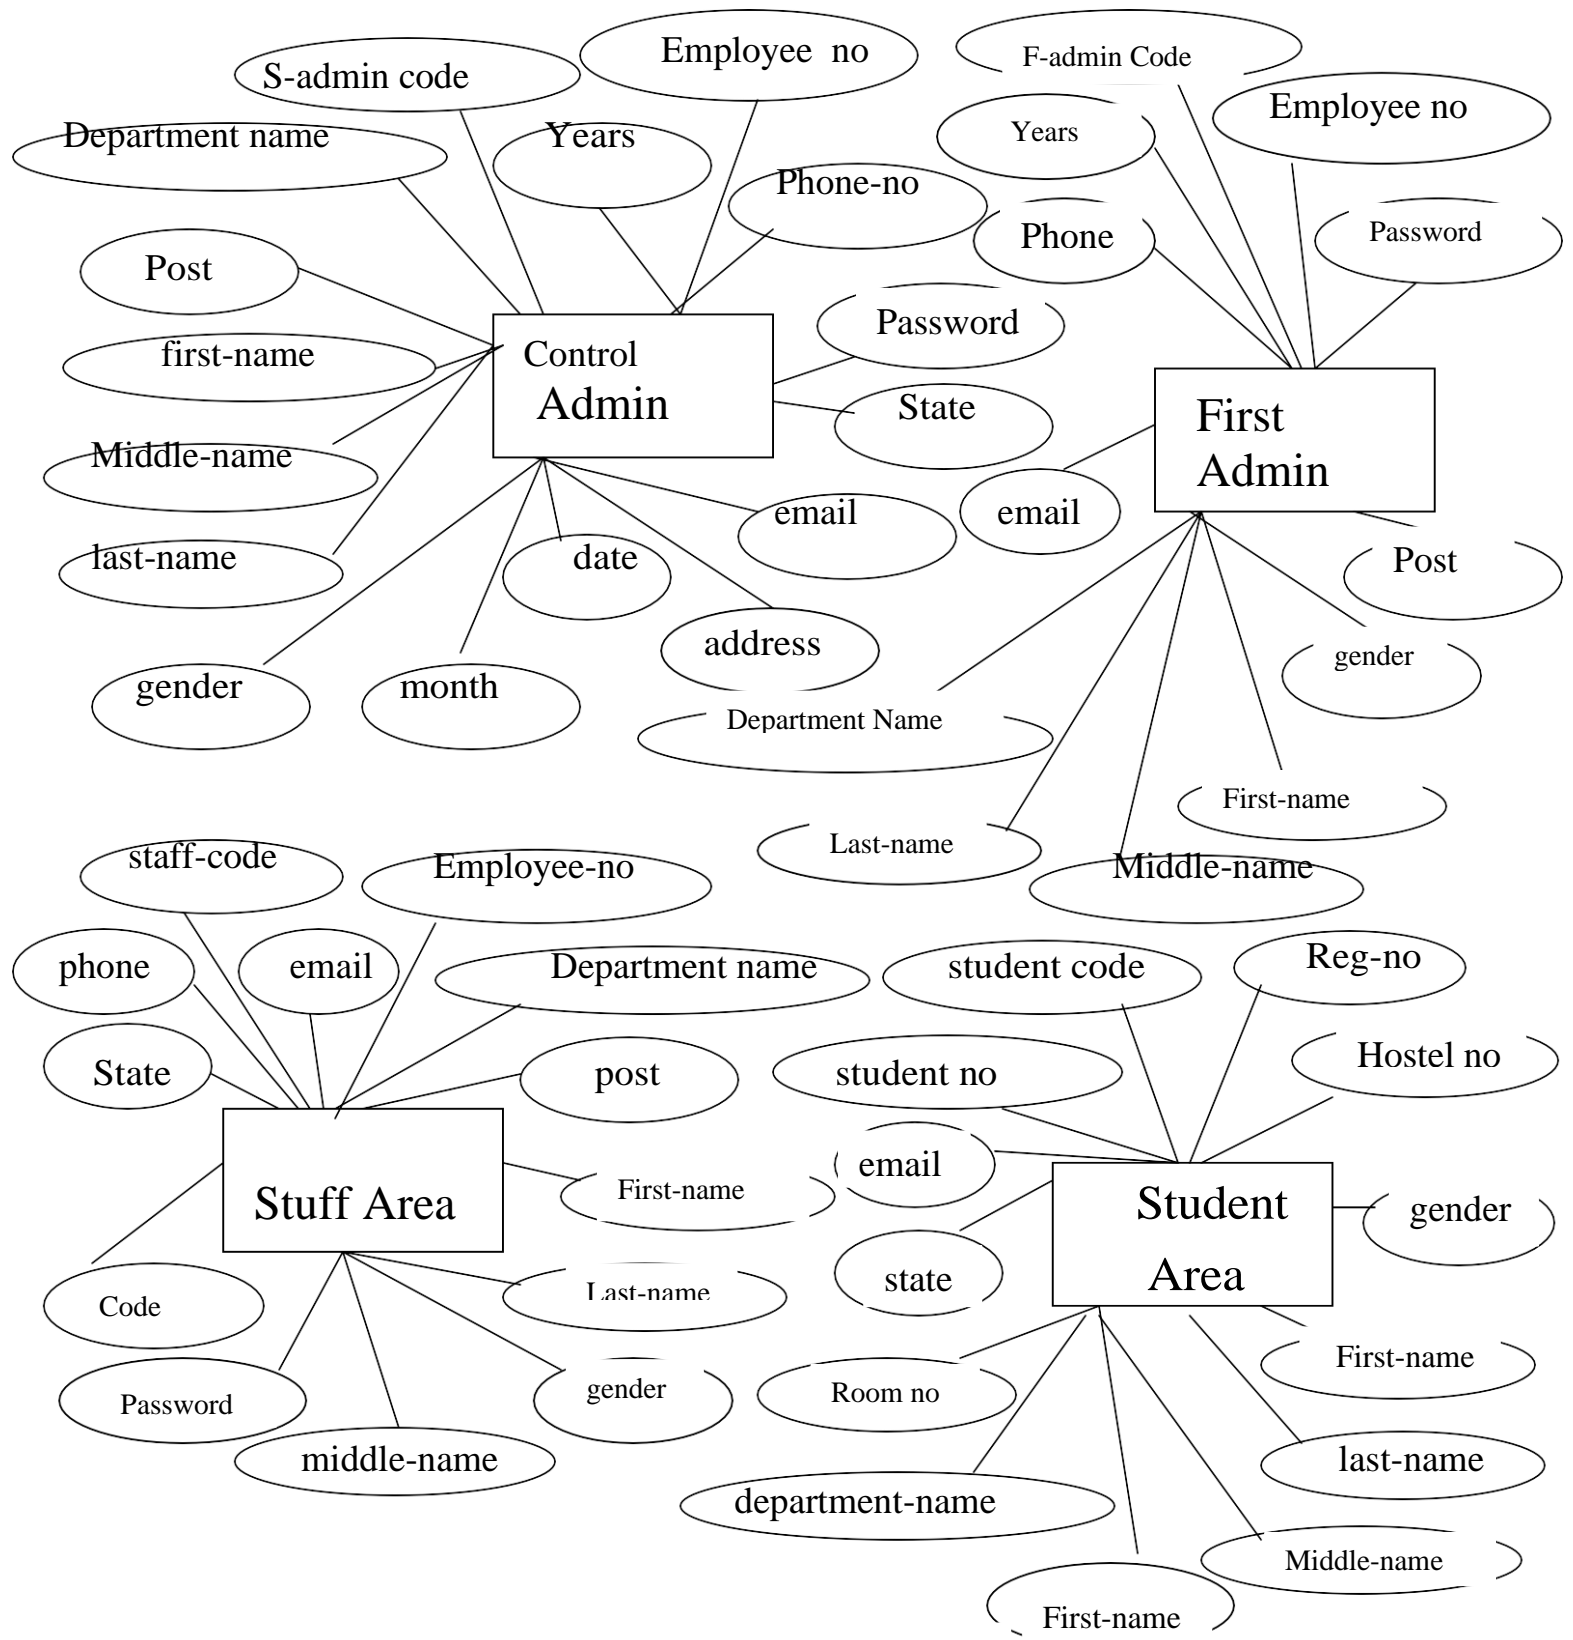 Employee no
F-admin Code
S-admin code
Employee no
Department name
Years
Years
Phone-no
Password
Phone
Post
Password
first-name
Control
Admin
State
First
Admin
Middle-name
email
email
last-name
date
Post
address
gender
gender
month
Department Name
First-name
Last-name
staff-code
Employee-no
Middle-name
phone
email
Department name
student code
Reg-no
State
post
student no
Hostel no
email
First-name
Stuff Area
Student
Area
gender
state
Code
Last-name
First-name
Password
gender
Room no
middle-name
last-name
department-name
Middle-name
First-name